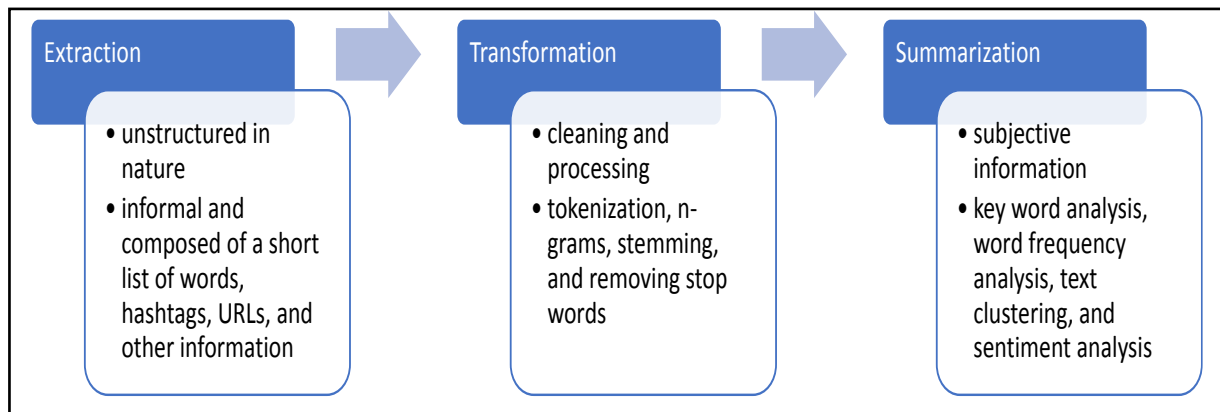 Extraction
• unstructured in
nature
• informal and
composed of a short
list of words,
hashtags, URLs, and
other information
Transformation
• cleaning and
processing
• tokenization, n-
grams, stemming,
and removing stop
words
Summarization
• subjective
information
• key word analysis,
word frequency
analysis, text
clustering, and
sentiment analysis